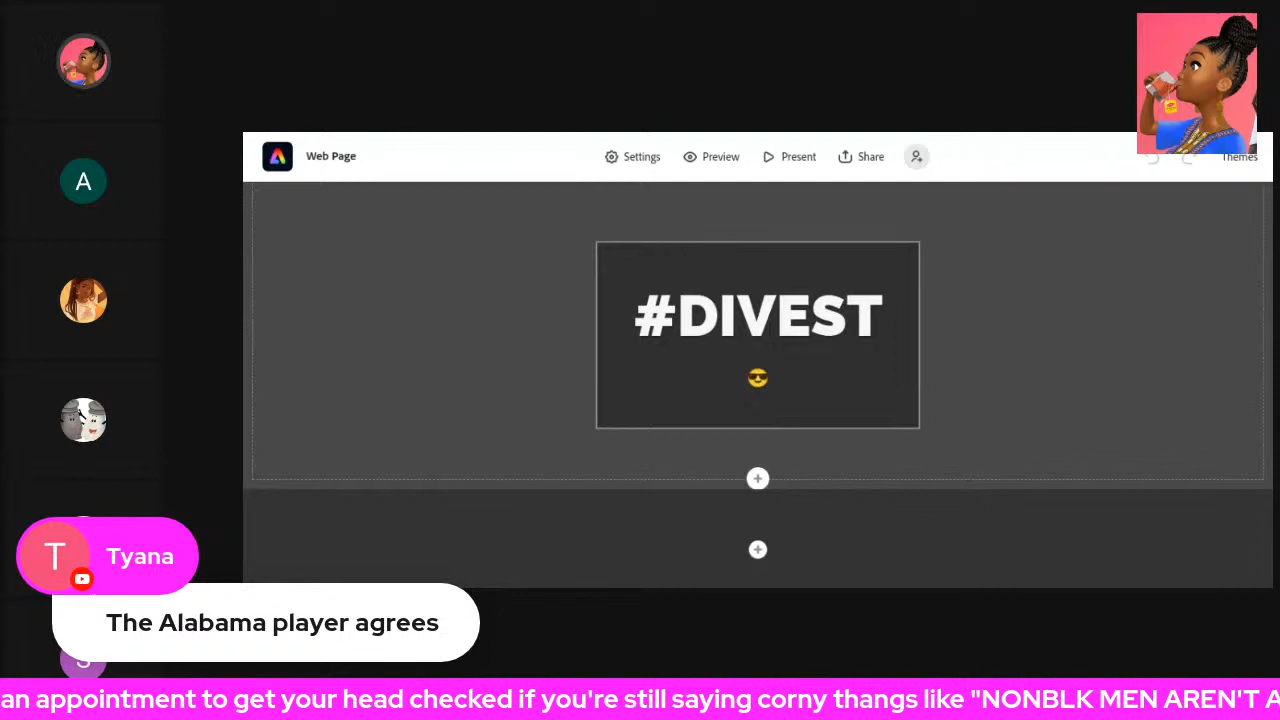 Web Page
Settings
Preview
Present
Share
Themes
A
#DIVEST
😎
T
Tyana
The Alabama player agrees
S
an appointment to get your head checked if you're still saying corny thangs like "NONBLK MEN AREN'T A